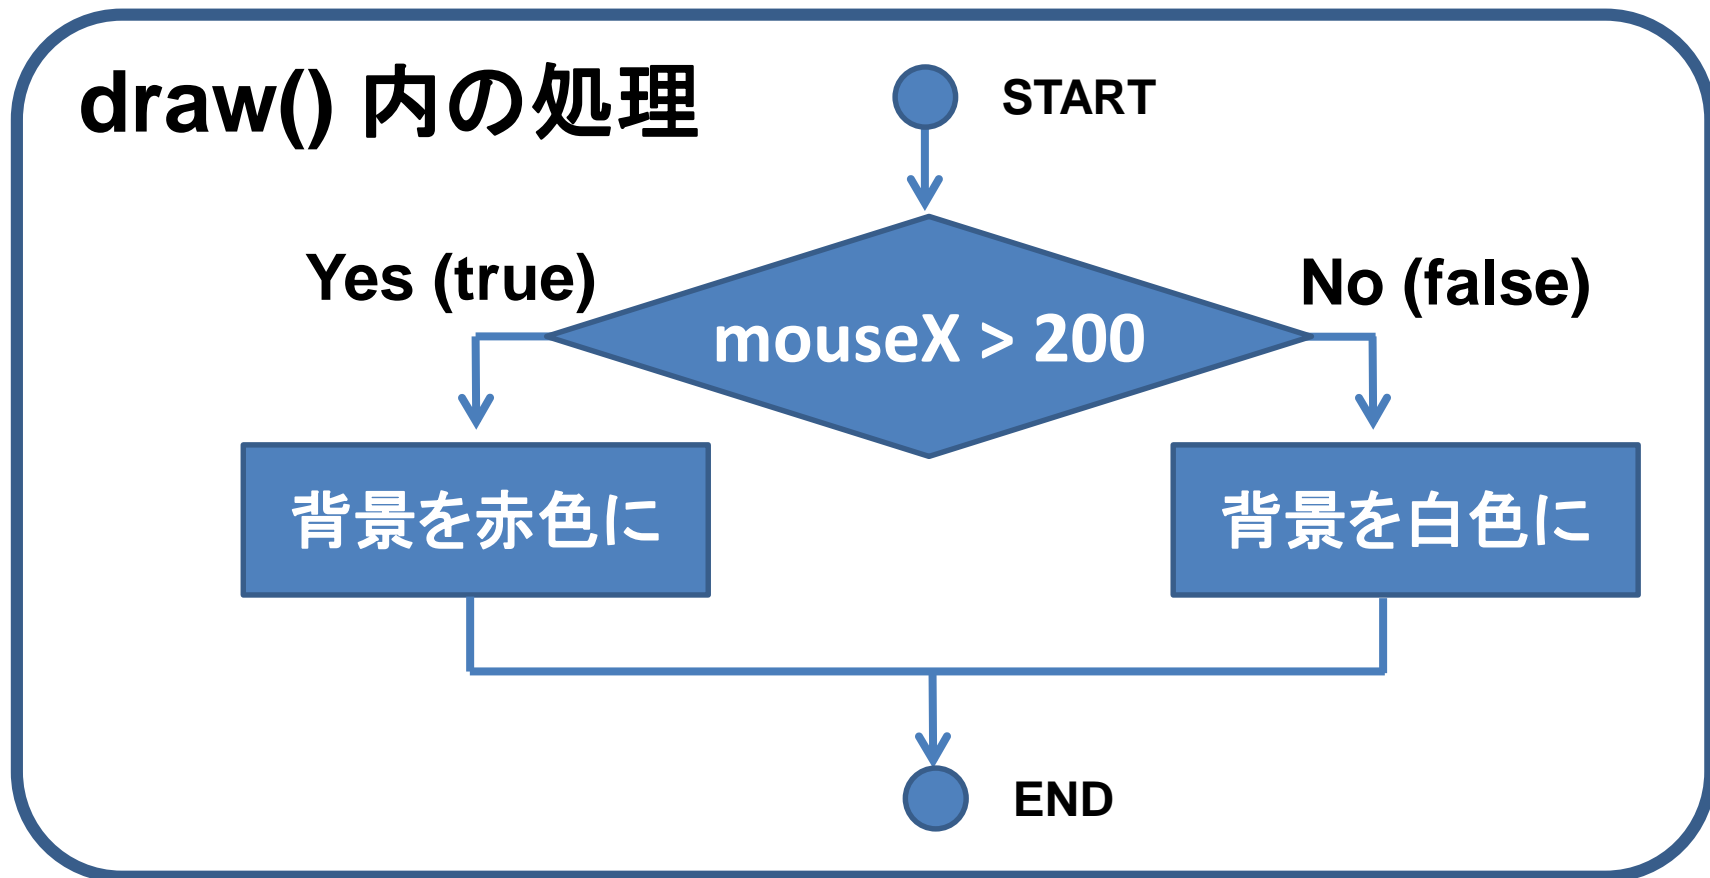 draw() 内の処理
START
Yes (true)
No (false)
mouseX > 200
背景を赤色に
背景を白色に
END